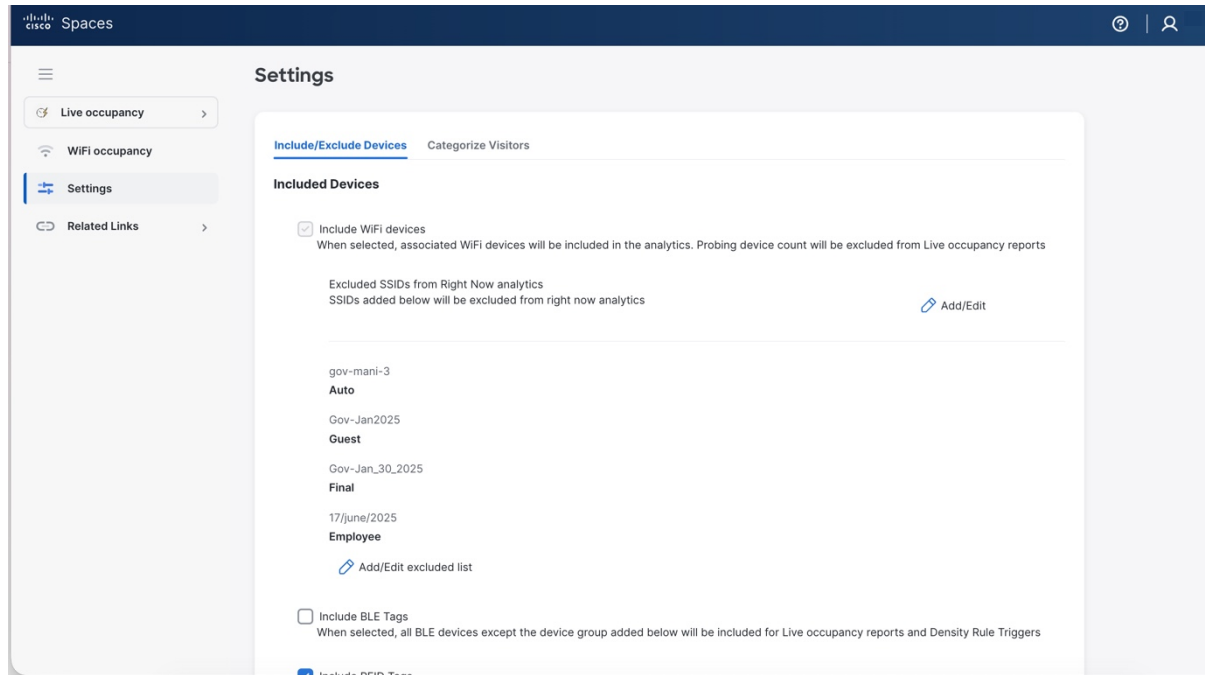 cisco Spaces
Settings
Live occupancy
WiFi occupancy
Settings
Related Links
Include/Exclude Devices Categorize Visitors
Included Devices
Include WiFi devices
When selected, associated WiFi devices will be included in the analytics. Probing device count will be excluded from Live occupancy reports
Excluded SSIDs from Right Now analytics
SSIDs added below will be excluded from right now analytics
Add/Edit
gov-mani-3
Auto
Gov-Jan2025
Guest
Gov-Jan_30_2025
Final
17/june/2025
Employee
Add/Edit excluded list
Include BLE Tags
When selected, all BLE devices except the device group added below will be included for Live occupancy reports and Density Rule Triggers
Include RFID Tags